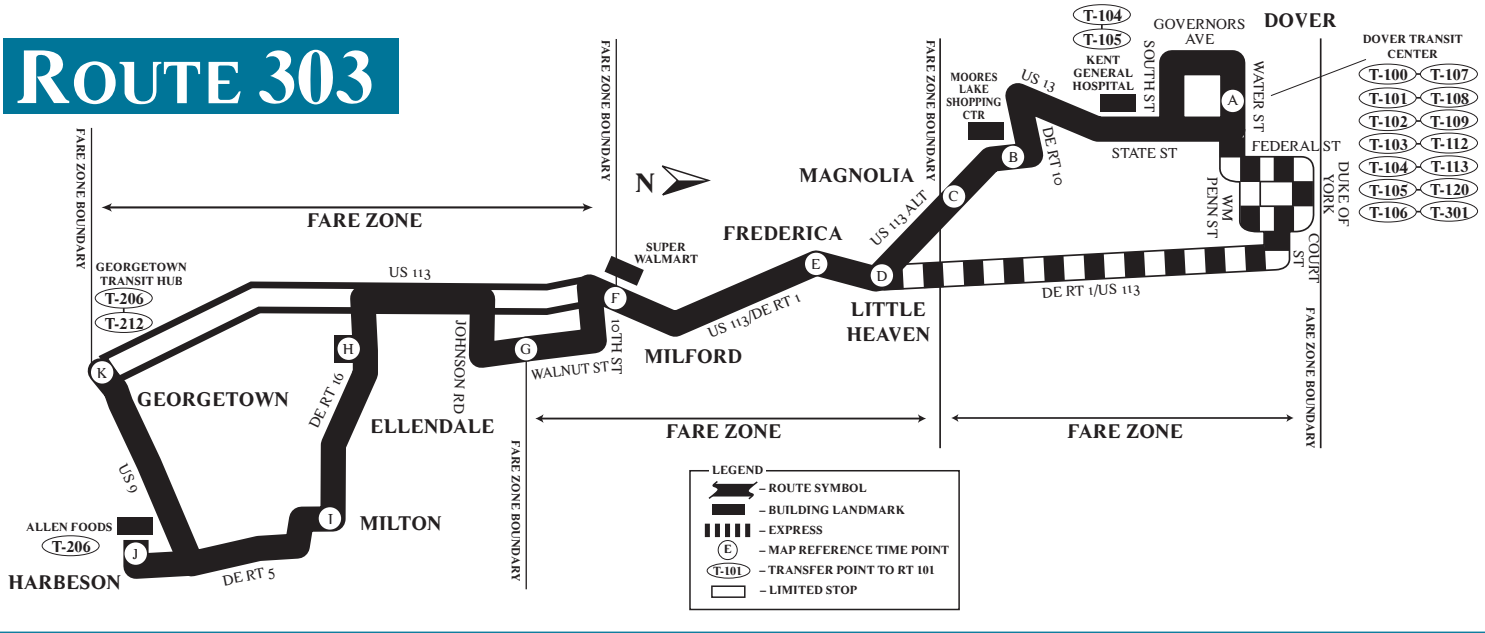 ROUTE 303
T-104
T-105
KENT
GENERAL
HOSPITAL
GOVERNORS
AVE
DOVER
DOVER TRANSIT
CENTER
T-100 T-107
T-101 T-108
T-102 T-109
T-103 T-112
T-104 T-113
T-105 T-120
T-106 T-301
SOUTH ST
WATER ST
A
US 13
MOORES
LAKE
SHOPPING
CTR
B
DE RT 10
STATE ST
FEDERAL ST
DUKE OF
YORK
WM
PENN ST
COURT
ST
FARE ZONE BOUNDARY
FARE ZONE BOUNDARY
FARE ZONE BOUNDARY
N
MAGNOLIA
C
US 113 ALT
FARE ZONE
FREDERICA
E
D
LITTLE
HEAVEN
DE RT 1/US 113
FARE ZONE BOUNDARY
SUPER
WALMART
US 113
F
US 113/DE RT 1
MILFORD
10TH ST
GEORGETOWN
TRANSIT HUB
T-206
T-212
K
GEORGETOWN
H
JOHNSON RD
G
WALNUT ST
DE RT 16
ELLENDALE
FARE ZONE
FARE ZONE
FARE ZONE BOUNDARY
US 9
I
MILTON
ALLEN FOODS
T-206
J
HARBESON
DE RT 5
LEGEND
– ROUTE SYMBOL
– BUILDING LANDMARK
– EXPRESS
E – MAP REFERENCE TIME POINT
T-101 – TRANSFER POINT TO RT 101
– LIMITED STOP